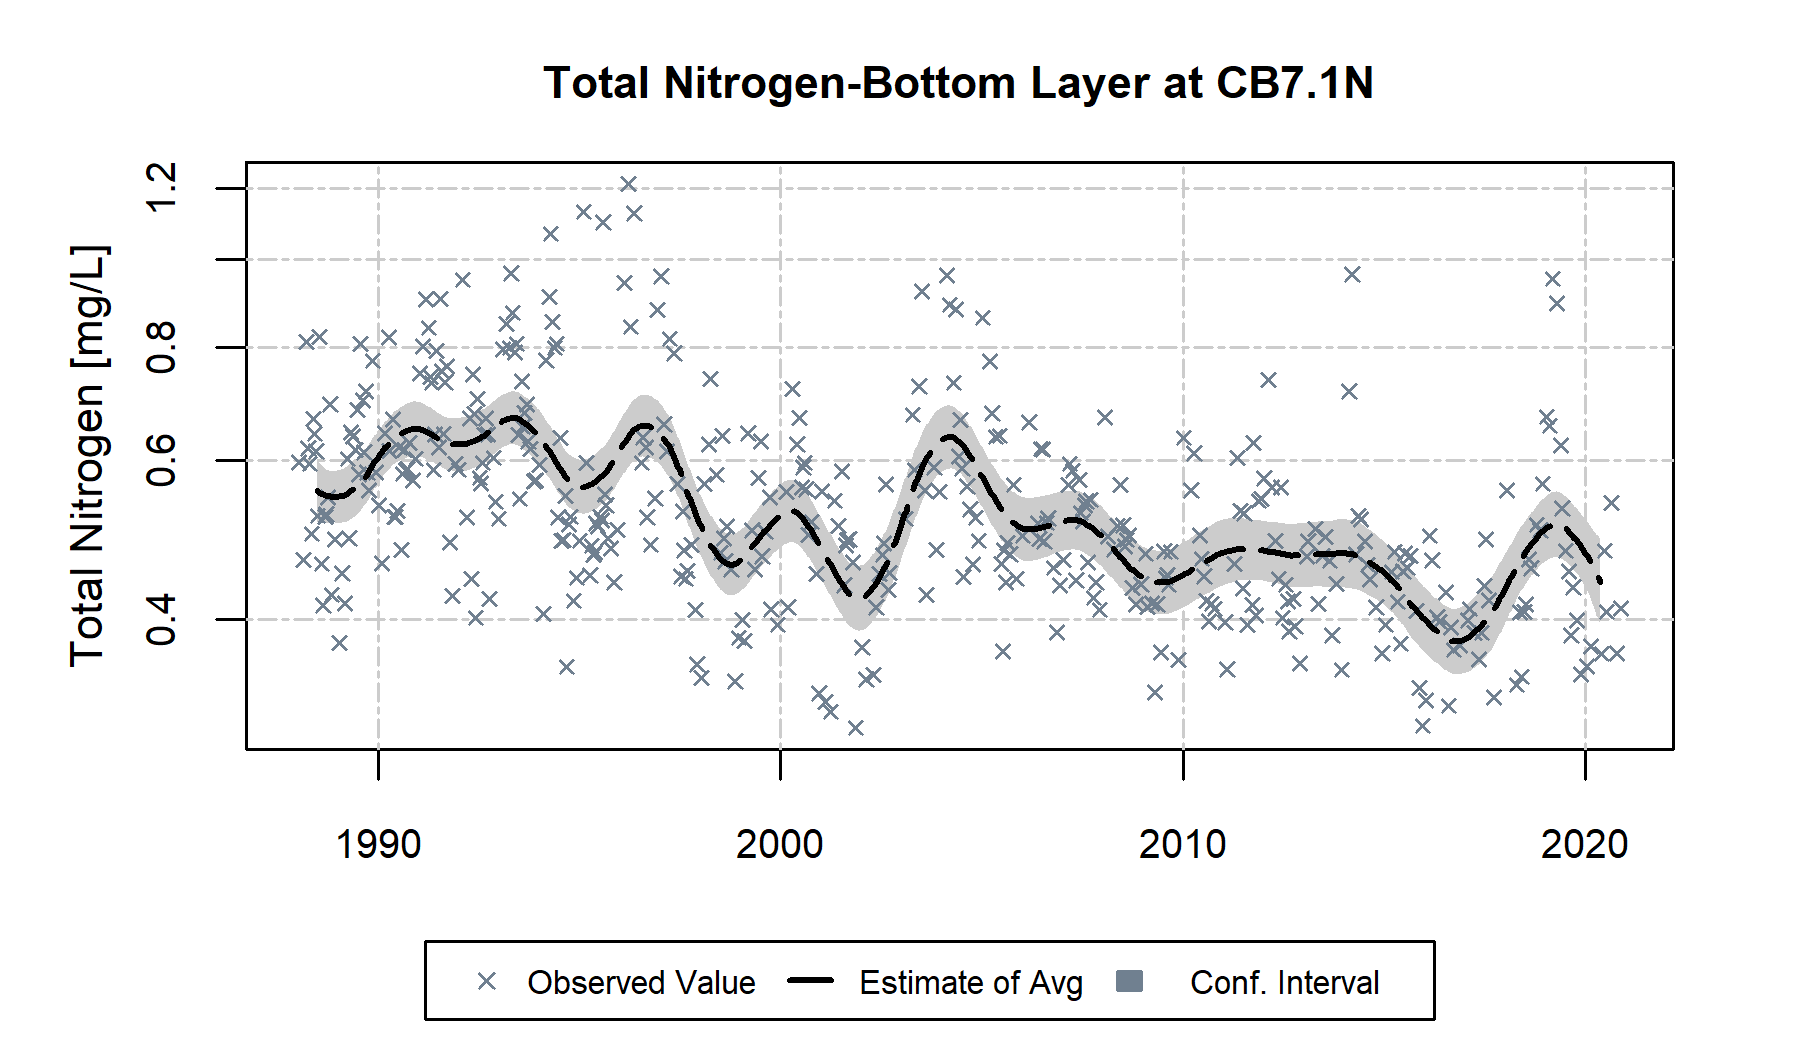 Total Nitrogen-Bottom Layer at CB7.1N
Total Nitrogen [mg/L]
1.2
0.8
0.6
0.4
1990 2000 2010 2020
Observed Value Estimate of Avg Conf. Interval